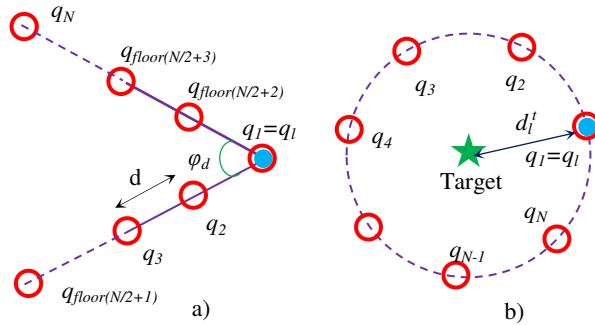 q_N
q_floor(N/2+3)
q_floor(N/2+2)
q_1=q_l
φ_d
d
q_2
q_3
q_floor(N/2+1)
a)
q_3
q_2
q_4
d_l^t
q_1=q_l
Target
q_N
q_N-1
b)